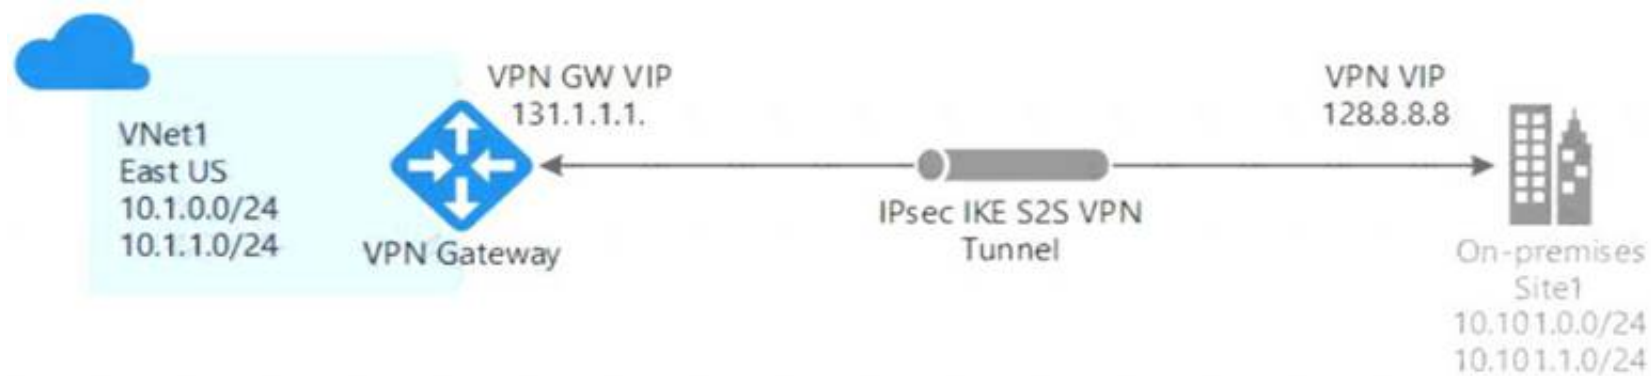 VPN GW VIP
131.1.1.1.
VPN VIP
128.8.8.8
VNet1
East US
10.1.0.0/24
10.1.1.0/24
VPN Gateway
IPsec IKE S2S VPN
Tunnel
On-premises
Site1
10.101.0.0/24
10.101.1.0/24